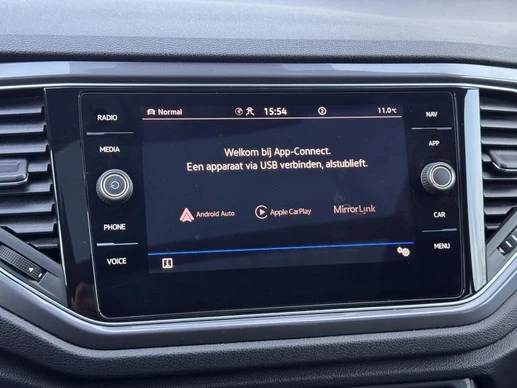 RADIO
MEDIA
PHONE
VOICE
Normal 15:54 11.0°C
Welkom bij App-Connect.
Een apparaat via USB verbinden, alstublieft.
Android Auto Apple CarPlay MirrorLink
NAV
APP
CAR
MENU